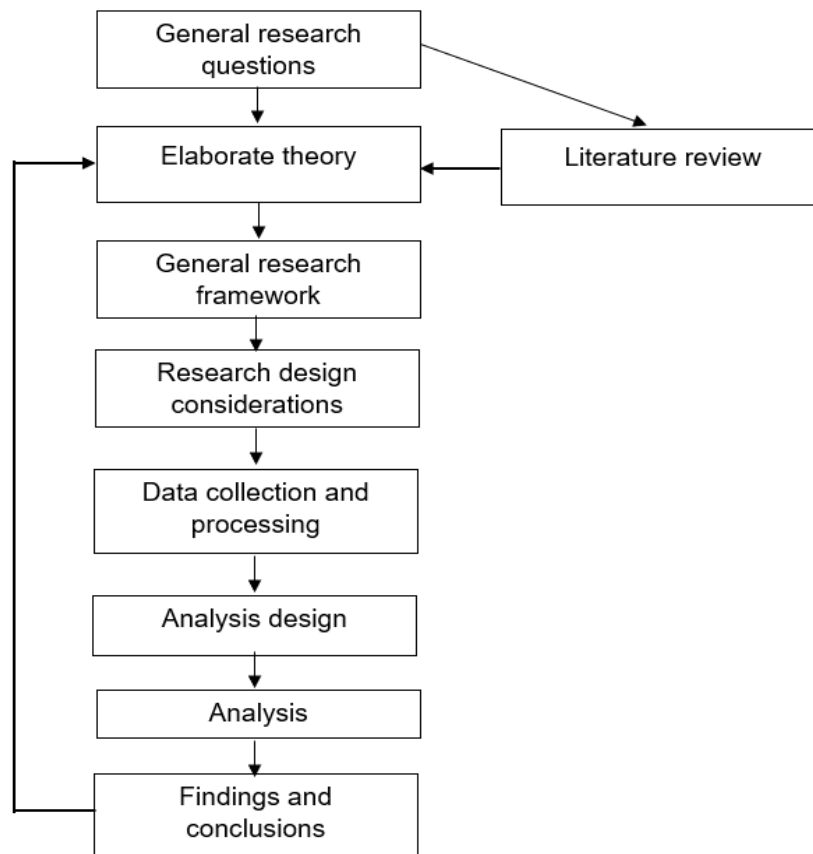 General research
questions
Elaborate theory
Literature review
General research
framework
Research design
considerations
Data collection and
processing
Analysis design
Analysis
Findings and
conclusions